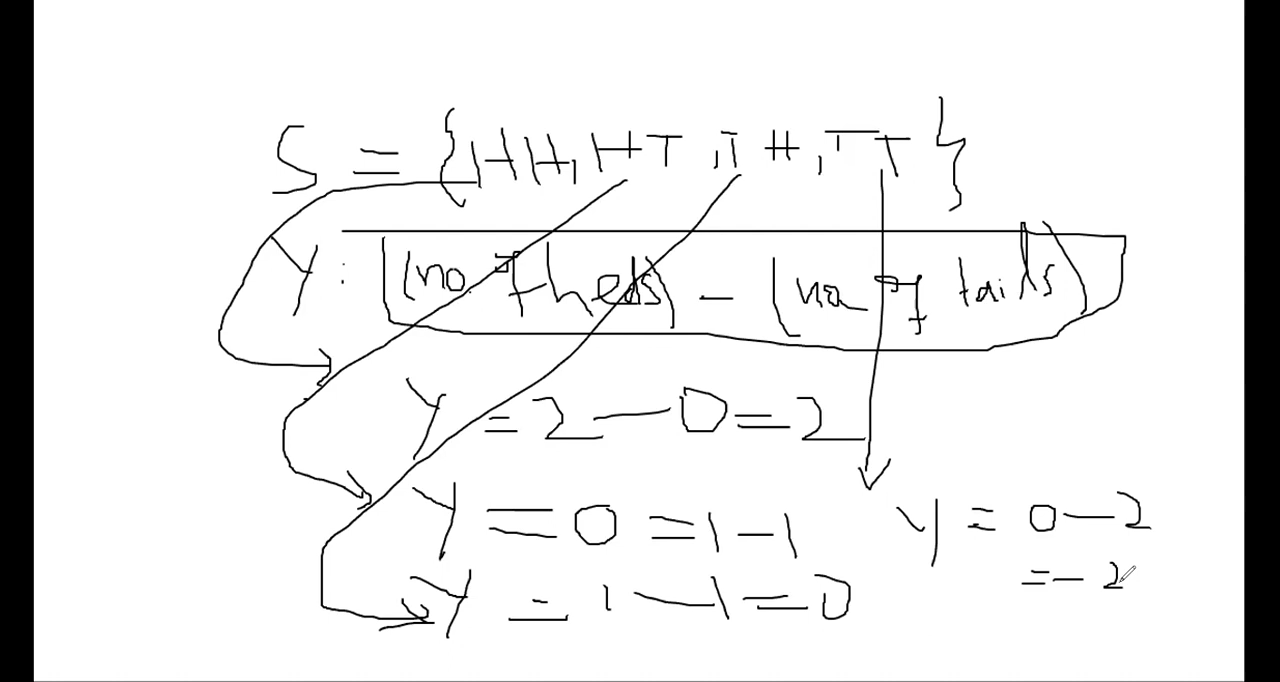 S = {HH, HT, TH, TT}
Y : (no of heds) - (no of tails)
Y = 2 - 0 = 2
Y = 0 = 1 - 1
Y = 0 - 2
= - 2
Y = 1 - 1 = 0